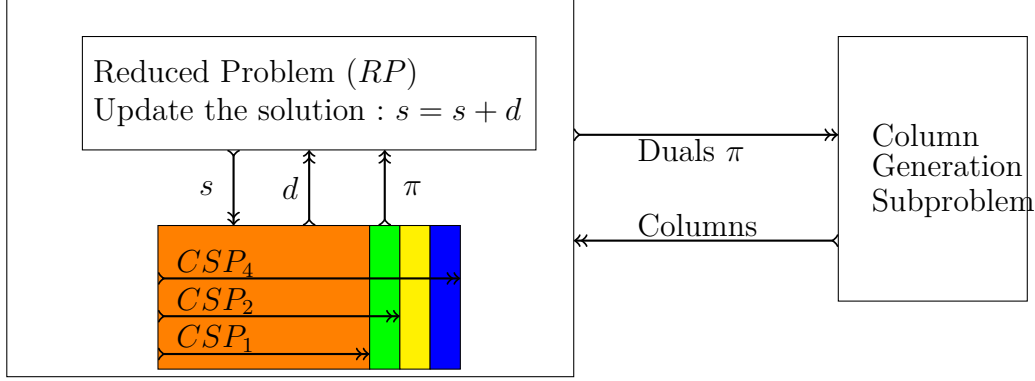 Reduced Problem (RP)
Update the solution : s = s + d
s
d
π
CSP₄
CSP₂
CSP₁
Duals π
Columns
Column
Generation
Subproblem